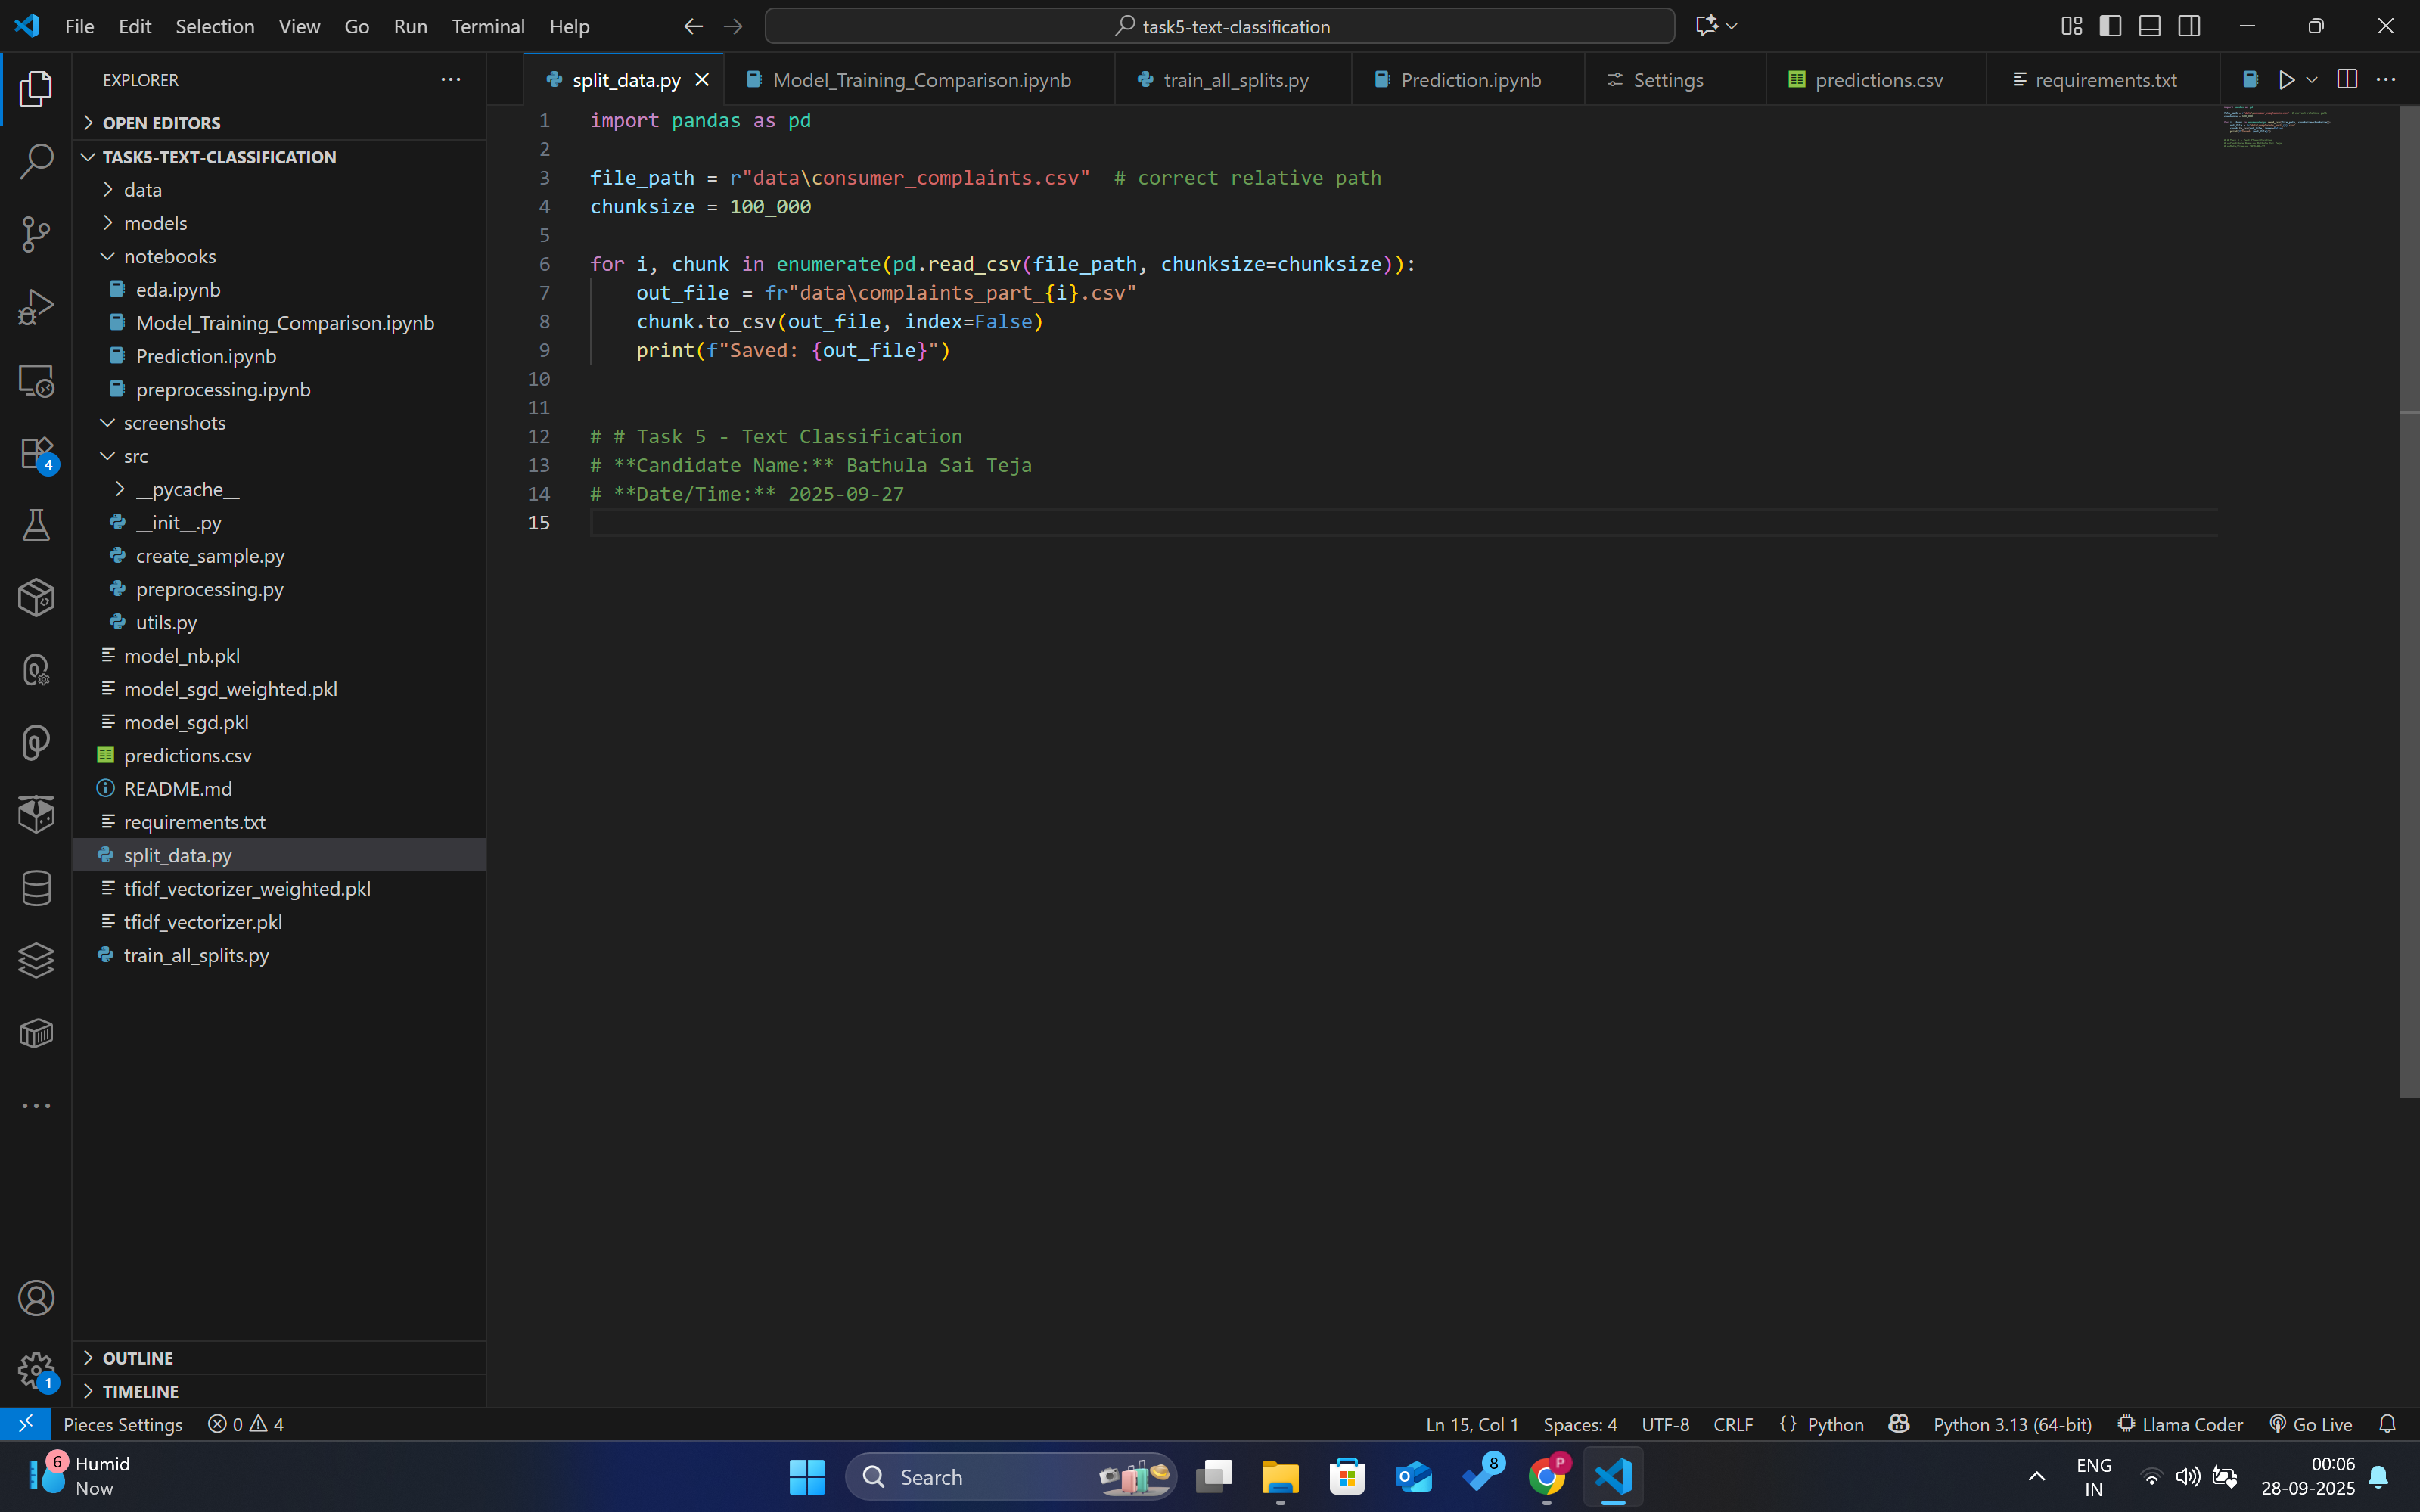 File Edit Selection View Go Run Terminal Help
task5-text-classification
EXPLORER
OPEN EDITORS
TASK5-TEXT-CLASSIFICATION
data
models
notebooks
eda.ipynb
Model_Training_Comparison.ipynb
Prediction.ipynb
preprocessing.ipynb
screenshots
src
__pycache__
__init__.py
create_sample.py
preprocessing.py
utils.py
model_nb.pkl
model_sgd_weighted.pkl
model_sgd.pkl
predictions.csv
README.md
requirements.txt
split_data.py
tfidf_vectorizer_weighted.pkl
tfidf_vectorizer.pkl
train_all_splits.py
OUTLINE
TIMELINE
4
1
split_data.py Model_Training_Comparison.ipynb train_all_splits.py Prediction.ipynb Settings predictions.csv requirements.txt
1 import pandas as pd
2
3 file_path = r"data\consumer_complaints.csv"  # correct relative path
4 chunksize = 100_000
5
6 for i, chunk in enumerate(pd.read_csv(file_path, chunksize=chunksize)):
7     out_file = fr"data\complaints_part_{i}.csv"
8     chunk.to_csv(out_file, index=False)
9     print(f"Saved: {out_file}")
10
11
12 # # Task 5 - Text Classification
13 # **Candidate Name:** Bathula Sai Teja
14 # **Date/Time:** 2025-09-27
15
Pieces Settings 0 4 Ln 15, Col 1 Spaces: 4 UTF-8 CRLF {} Python Python 3.13 (64-bit) Llama Coder Go Live
6 Humid
Now
Search
8
P
ENG
IN
00:06
28-09-2025